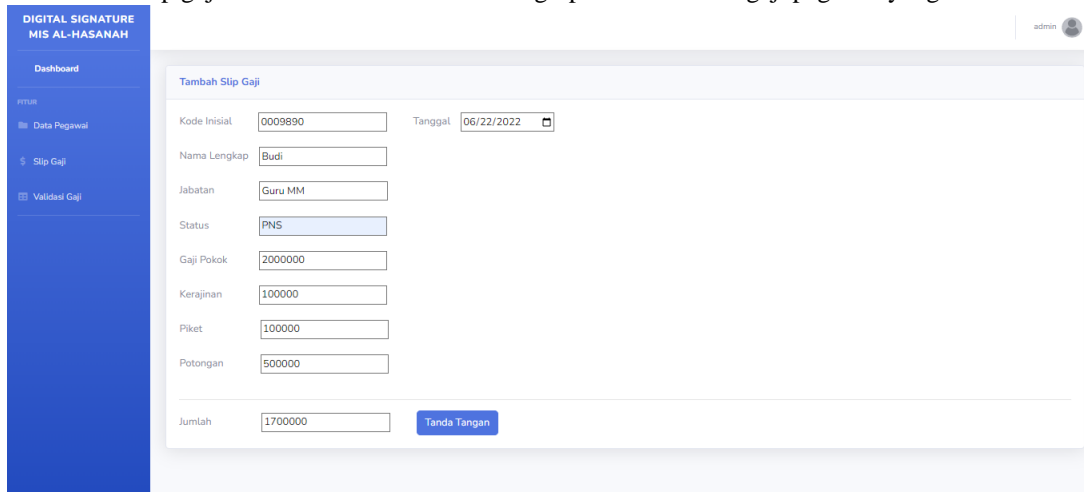 DIGITAL SIGNATURE
MIS AL-HASANAH
admin
Dashboard
FITUR
Data Pegawai
Slip Gaji
Validasi Gaji
Tambah Slip Gaji
Kode Inisial 0009890 Tanggal 06/22/2022
Nama Lengkap Budi
Jabatan Guru MM
Status PNS
Gaji Pokok 2000000
Kerajinan 100000
Piket 100000
Potongan 500000
Jumlah 1700000 Tanda Tangan